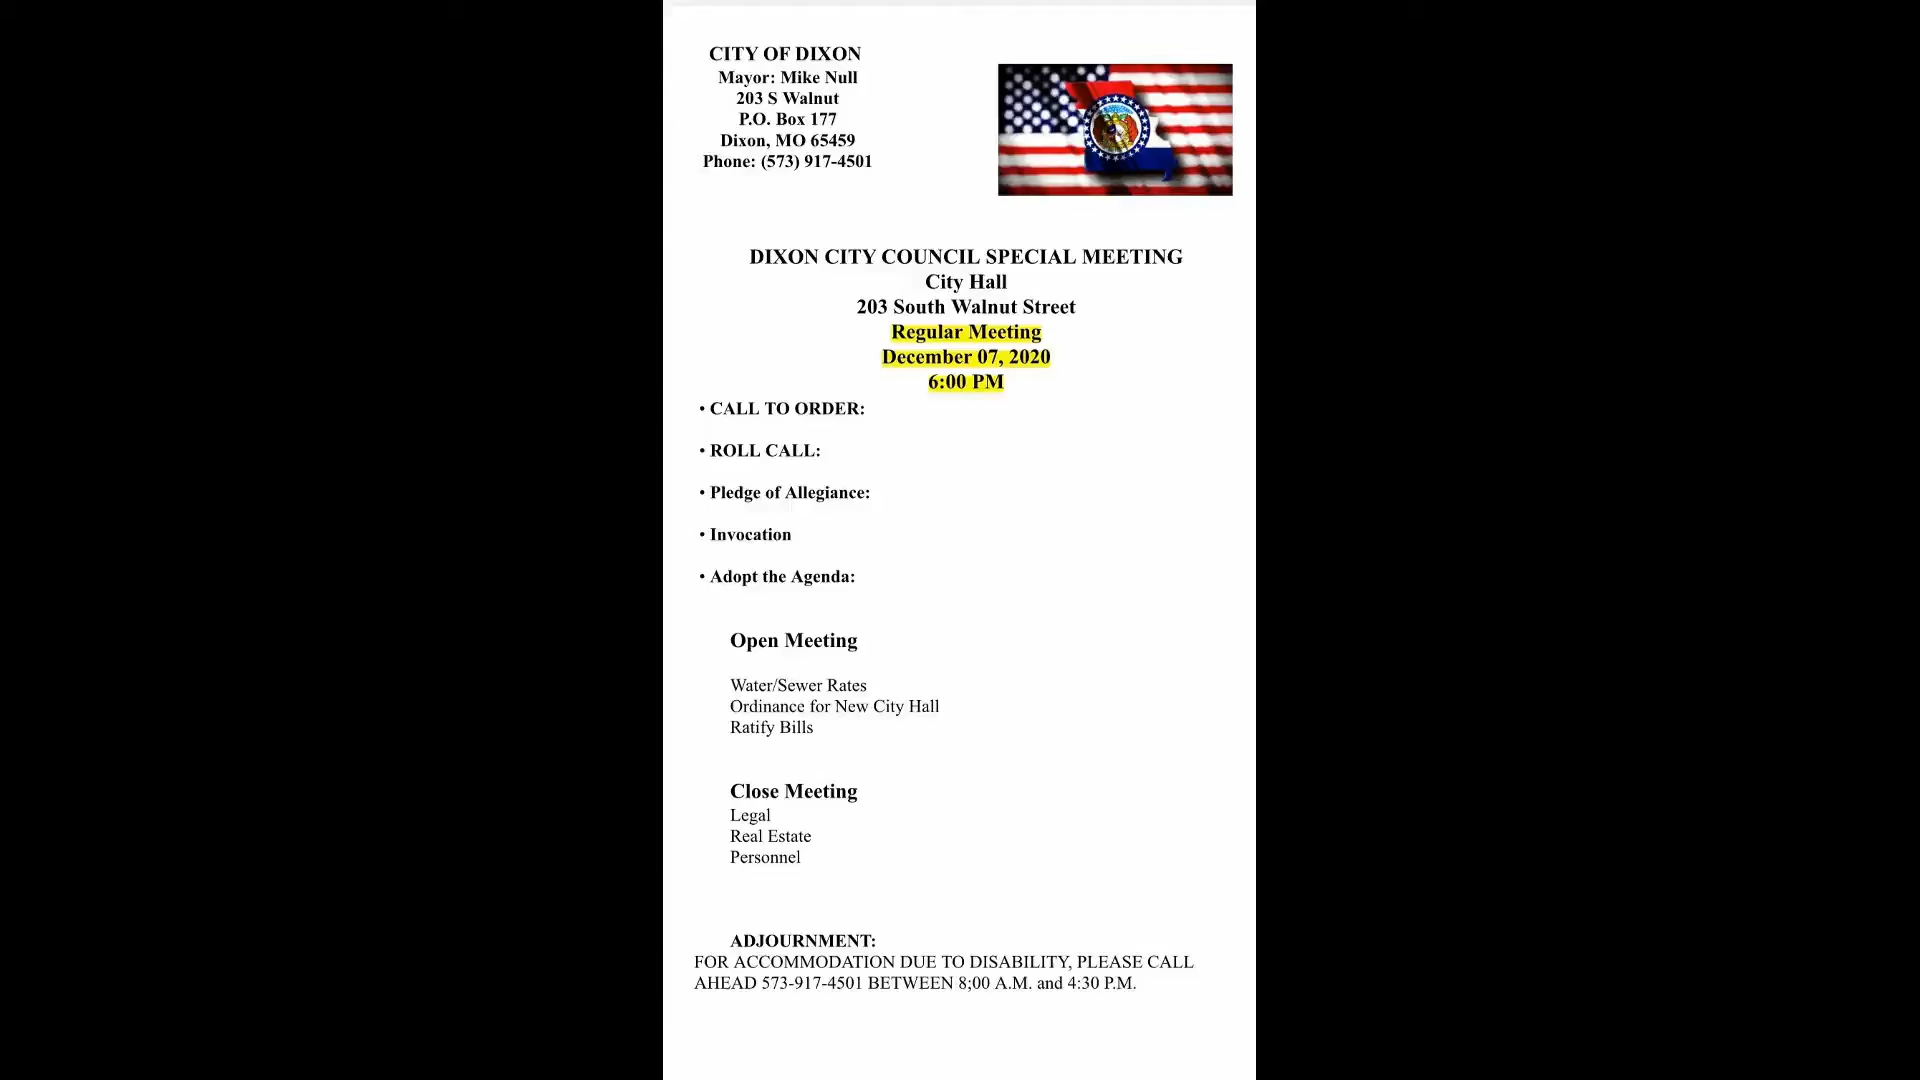 CITY OF DIXON
Mayor: Mike Null
203 S Walnut
P.O. Box 177
Dixon, MO 65459
Phone: (573) 917-4501
DIXON CITY COUNCIL SPECIAL MEETING
City Hall
203 South Walnut Street
Regular Meeting
December 07, 2020
6:00 PM
• CALL TO ORDER:
• ROLL CALL:
• Pledge of Allegiance:
• Invocation
• Adopt the Agenda:
Open Meeting
Water/Sewer Rates
Ordinance for New City Hall
Ratify Bills
Close Meeting
Legal
Real Estate
Personnel
ADJOURNMENT:
FOR ACCOMMODATION DUE TO DISABILITY, PLEASE CALL
AHEAD 573-917-4501 BETWEEN 8;00 A.M. and 4:30 P.M.